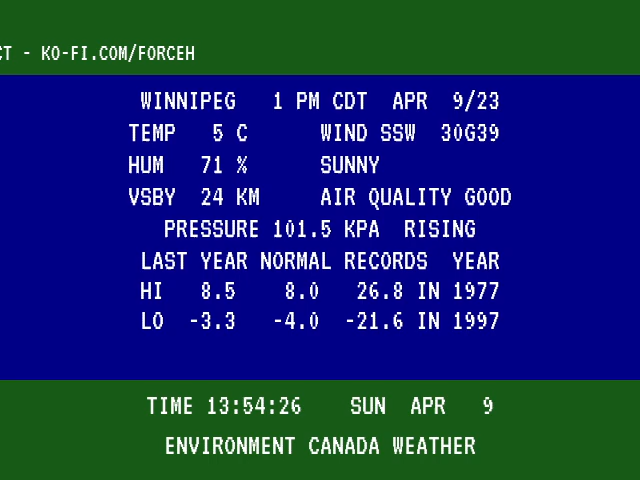 CT - KO-FI.COM/FORCEH
WINNIPEG 1 PM CDT APR 9/23
TEMP 5 C WIND SSW 30G39
HUM 71 % SUNNY
VSBY 24 KM AIR QUALITY GOOD
PRESSURE 101.5 KPA RISING
LAST YEAR NORMAL RECORDS YEAR
HI 8.5 8.0 26.8 IN 1977
LO -3.3 -4.0 -21.6 IN 1997
TIME 13:54:26 SUN APR 9
ENVIRONMENT CANADA WEATHER